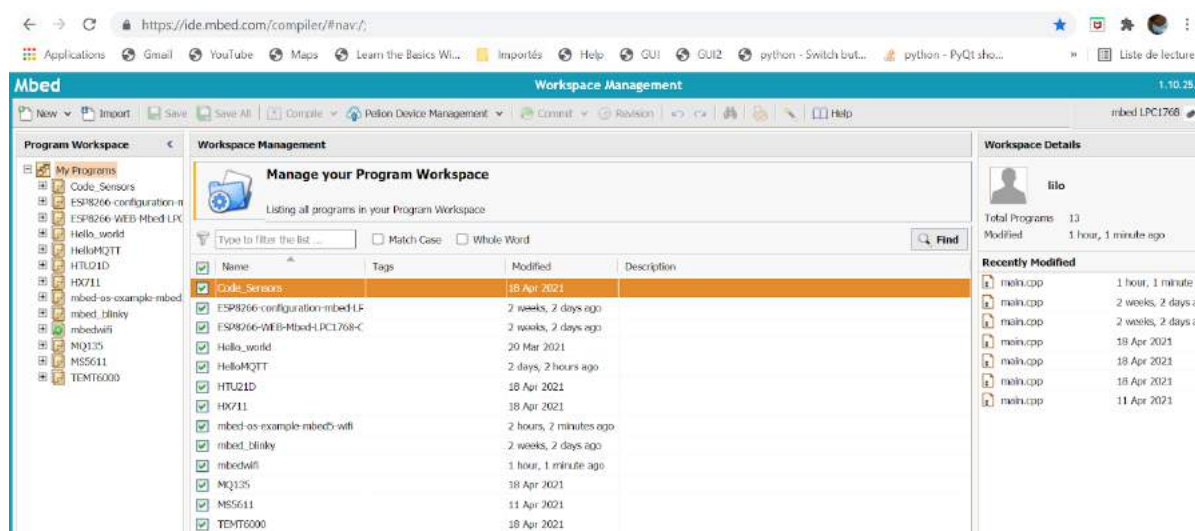 https://ide.mbed.com/compiler/#nav:/;
Applications Gmail YouTube Maps Learn the Basics Wi... Importés Help GUI GUI2 python - Switch but... python - PyQt sho... » Liste de lecture
Mbed Workspace Management 1.10.25.
New Import Save Save All Compile Pelion Device Management Commit Revision Help mbed LPC1768
Program Workspace < Workspace Management Workspace Details
My Programs
Code_Sensors
ESP8266-configuration-m
ESP8266-WEB-Mbed-LPC
Hello_world
HelloMQTT
HTU21D
HX711
mbed-os-example-mbed
mbed_blinky
mbedwifi
MQ135
MS5611
TEMT6000
Manage your Program Workspace
Listing all programs in your Program Workspace
Type to filter the list ... Match Case Whole Word Find
Name Tags Modified Description
Code_Sensors 18 Apr 2021
ESP8266-configuration-mbed-LF 2 weeks, 2 days ago
ESP8266-WEB-Mbed-LPC1768-C 2 weeks, 2 days ago
Hello_world 20 Mar 2021
HelloMQTT 2 days, 2 hours ago
HTU21D 18 Apr 2021
HX711 18 Apr 2021
mbed-os-example-mbed5-wifi 2 hours, 2 minutes ago
mbed_blinky 2 weeks, 2 days ago
mbedwifi 1 hour, 1 minute ago
MQ135 18 Apr 2021
MS5611 11 Apr 2021
TEMT6000 18 Apr 2021
lilo
Total Programs 13
Modified 1 hour, 1 minute ago
Recently Modified
main.cpp 1 hour, 1 minute
main.cpp 2 weeks, 2 days a
main.cpp 2 weeks, 2 days a
main.cpp 18 Apr 2021
main.cpp 18 Apr 2021
main.cpp 18 Apr 2021
main.cpp 11 Apr 2021